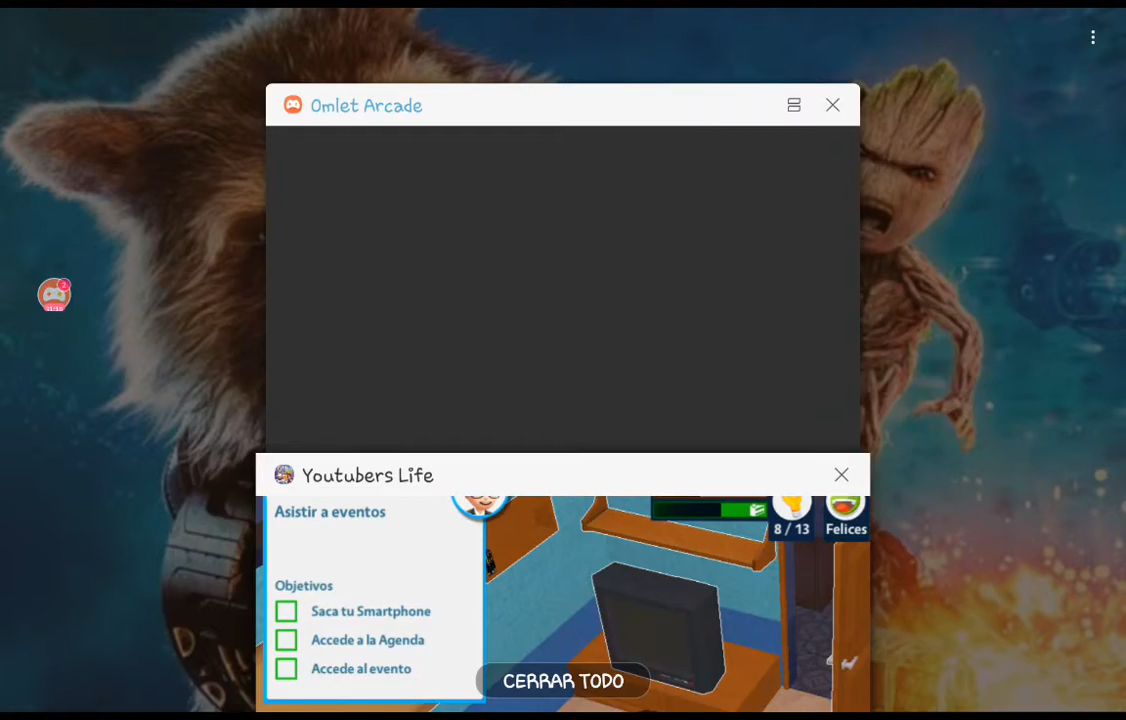 Omlet Arcade
2
Youtubers Life
Asistir a eventos
8 / 13
Felices
Objetivos
Saca tu Smartphone
Accede a la Agenda
Accede al evento
CERRAR TODO